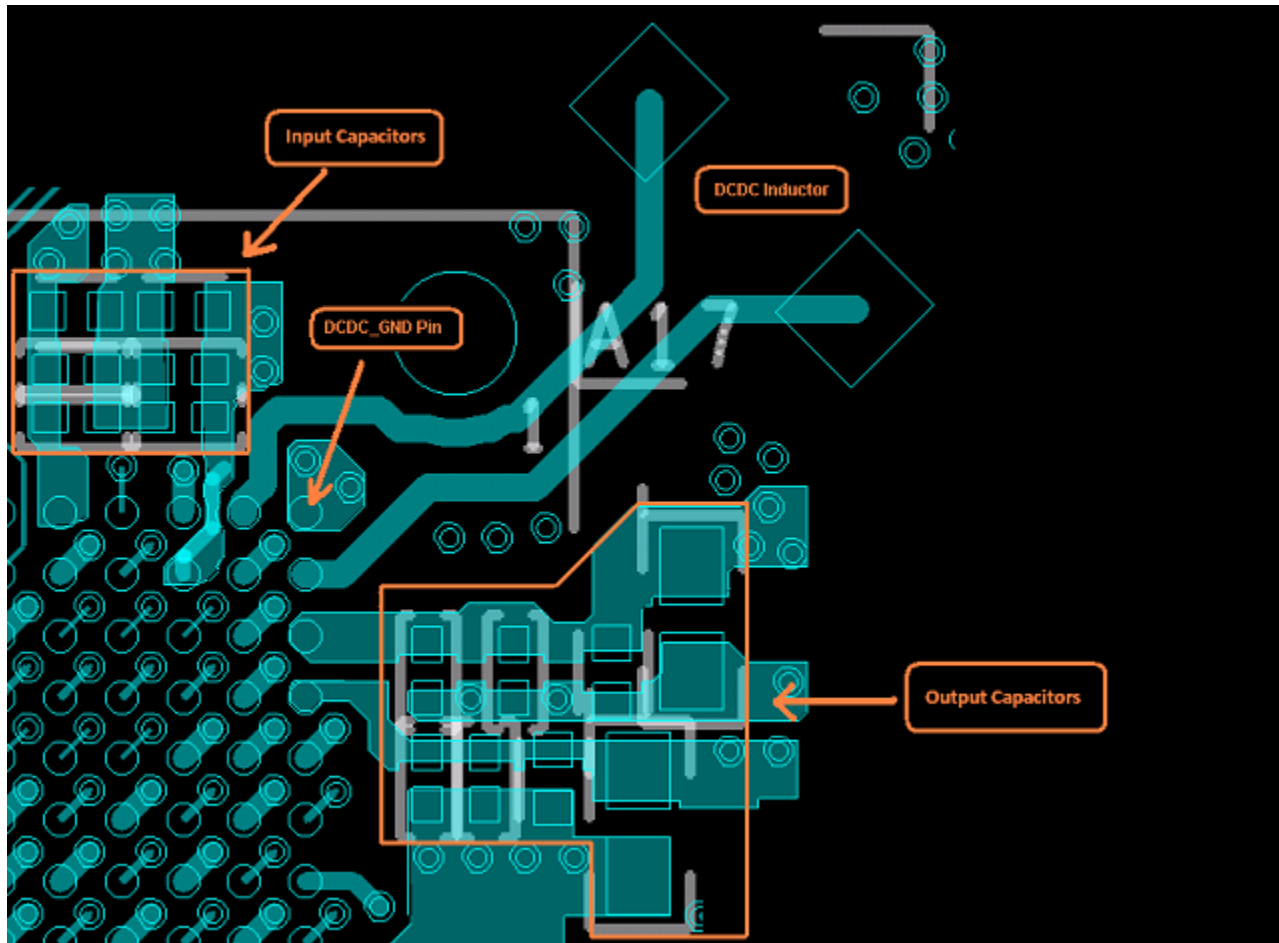 Input Capacitors
DCDC Inductor
DCDC_GND Pin
A17
1
Output Capacitors